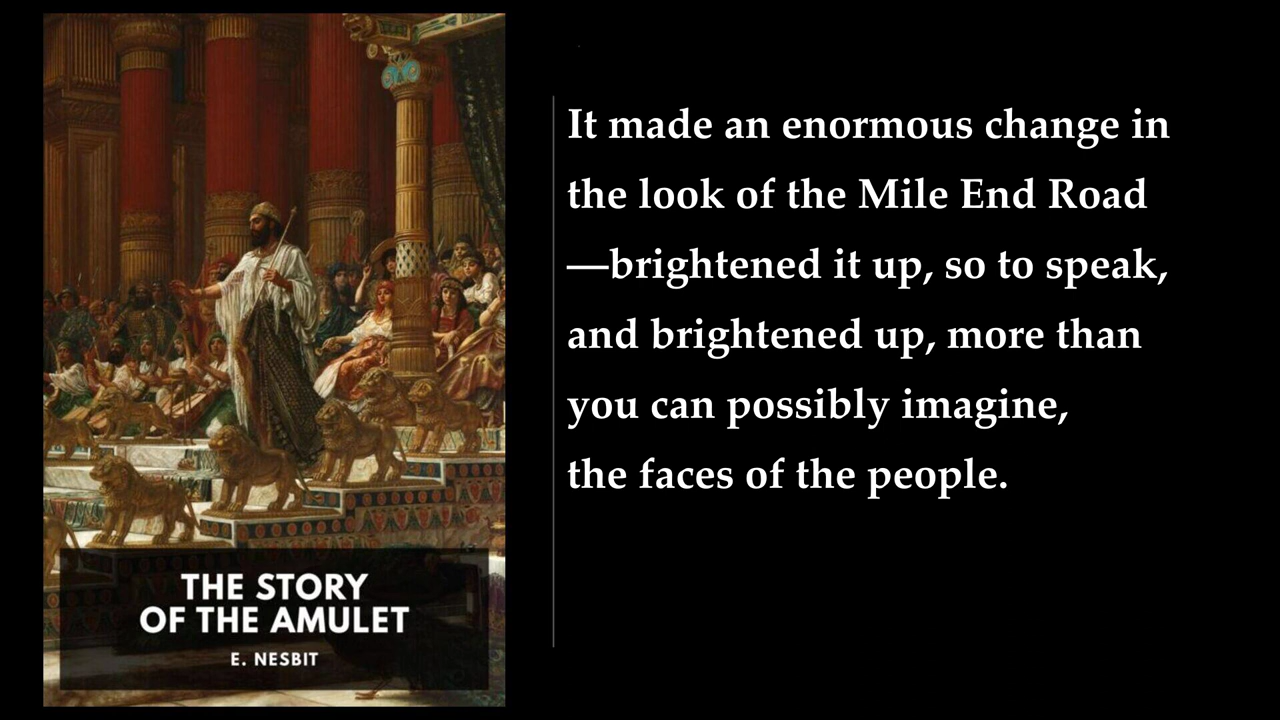 It made an enormous change in
the look of the Mile End Road
—brightened it up, so to speak,
and brightened up, more than
you can possibly imagine,
the faces of the people.
THE STORY
OF THE AMULET
E. NESBIT